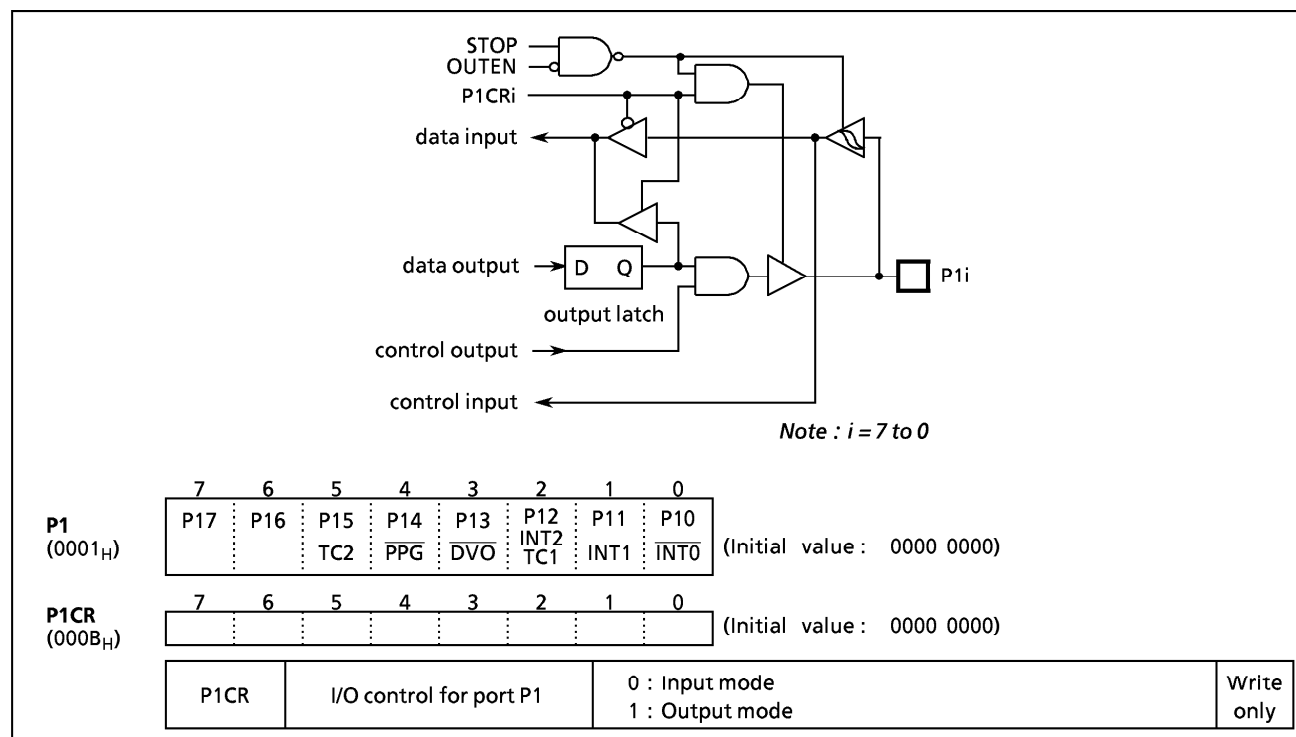 STOP
OUTEN
P1CRi
data input
data output
D Q
P1i
output latch
control output
control input
Note : i = 7 to 0
7 6 5 4 3 2 1 0
P1
(0001H)
P17 P16 P15 P14 P13 P12 P11 P10
TC2 PPG DVO INT2 TC1 INT1 INT0
(Initial value : 0000 0000)
7 6 5 4 3 2 1 0
P1CR
(000BH)
(Initial value : 0000 0000)
P1CR I/O control for port P1 0 : Input mode Write
1 : Output mode only